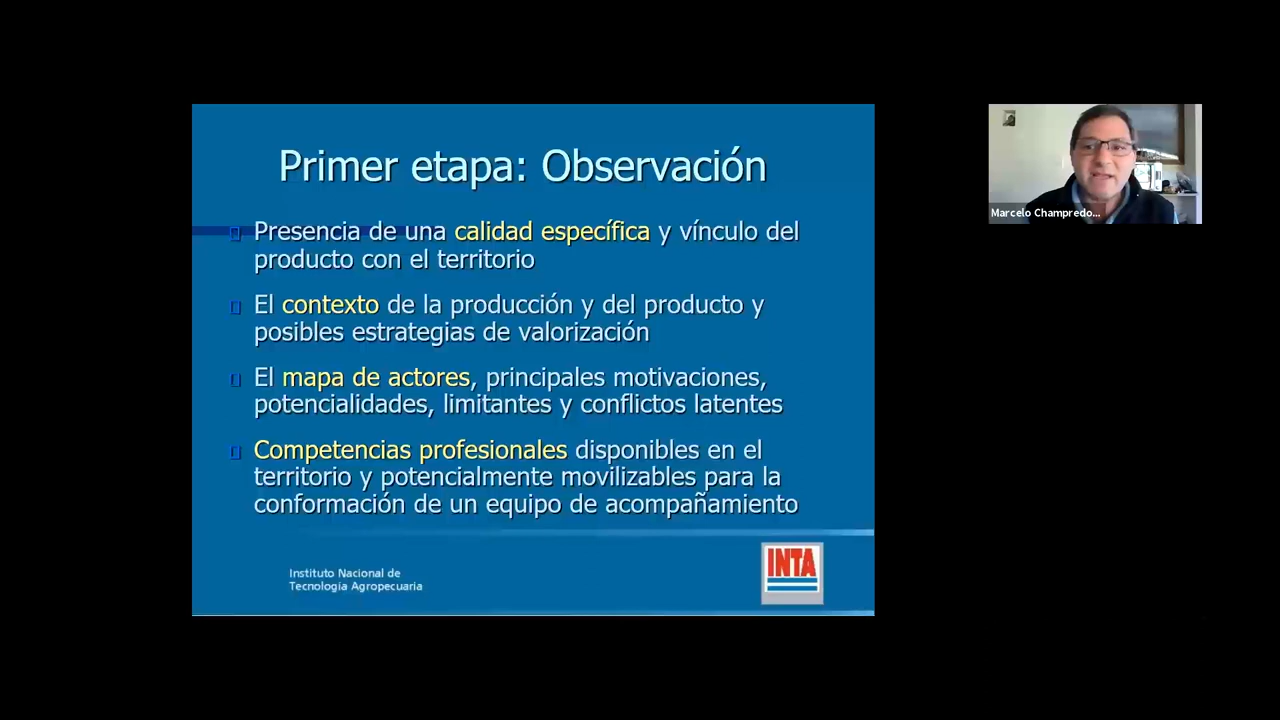 Primer etapa: Observación
Presencia de una calidad específica y vínculo del
producto con el territorio
El contexto de la producción y del producto y
posibles estrategias de valorización
El mapa de actores, principales motivaciones,
potencialidades, limitantes y conflictos latentes
Competencias profesionales disponibles en el
territorio y potencialmente movilizables para la
conformación de un equipo de acompañamiento
Instituto Nacional de
Tecnología Agropecuaria
INTA
Marcelo Champredo...